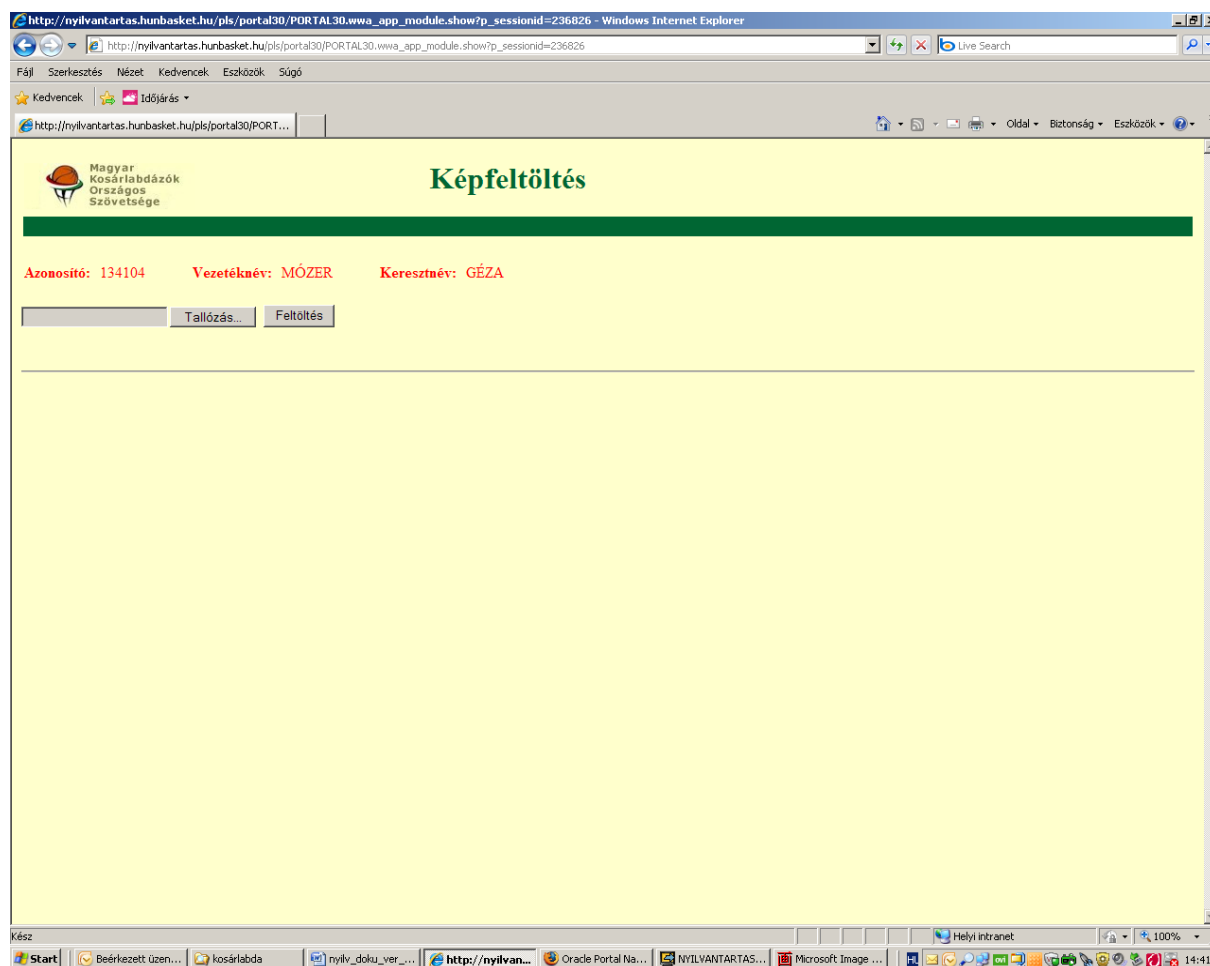 http://nyilvantartas.hunbasket.hu/pls/portal30/PORTAL30.wwa_app_module.show?p_sessionid=236826 - Windows Internet Explorer
http://nyilvantartas.hunbasket.hu/pls/portal30/PORTAL30.wwa_app_module.show?p_sessionid=236826
Live Search
Fájl Szerkesztés Nézet Kedvencek Eszközök Súgó
Kedvencek Időjárás
http://nyilvantartas.hunbasket.hu/pls/portal30/PORT... Oldal Biztonság Eszközök
Magyar
Kosárlabdázók
Országos
Szövetsége
Képfeltöltés
Azonosító: 134104 Vezetéknév: MÓZER Keresztnév: GÉZA
Tallózás... Feltöltés
Kész Helyi intranet 100%
Start Beérkezett üzen... kosárlabda nyilv_doku_ver_... http://nyilvan... Oracle Portal Na... NYILVANTARTAS... Microsoft Image ... 14:41